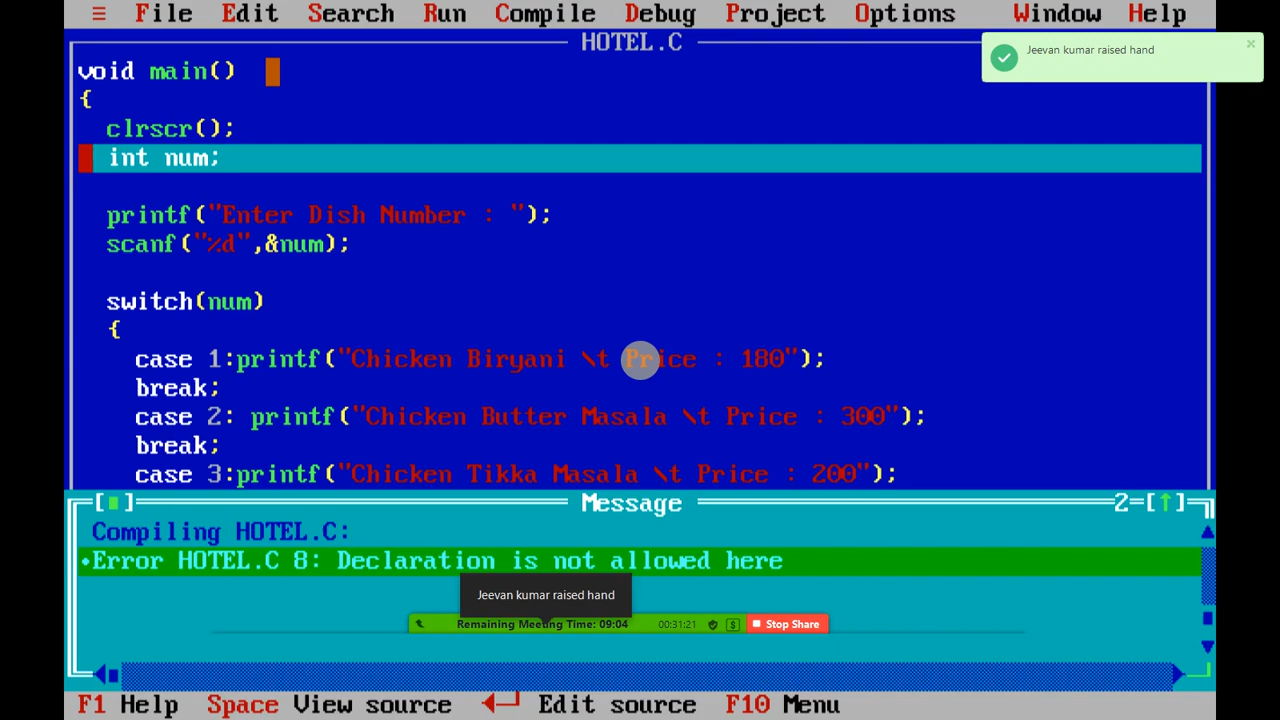 ≡ File Edit Search Run Compile Debug Project Options Window Help
HOTEL.C
Jeevan kumar raised hand
void main()
{
clrscr();
int num;
printf("Enter Dish Number : ");
scanf("%d",&num);
switch(num)
{
case 1:printf("Chicken Biryani \t Price : 180");
break;
case 2: printf("Chicken Butter Masala \t Price : 300");
break;
case 3:printf("Chicken Tikka Masala \t Price : 200");
Message
2=[↑]
Compiling HOTEL.C:
•Error HOTEL.C 8: Declaration is not allowed here
Jeevan kumar raised hand
Remaining Meeting Time: 09:04 00:31:21 Stop Share
F1 Help Space View source ◄─┘ Edit source F10 Menu